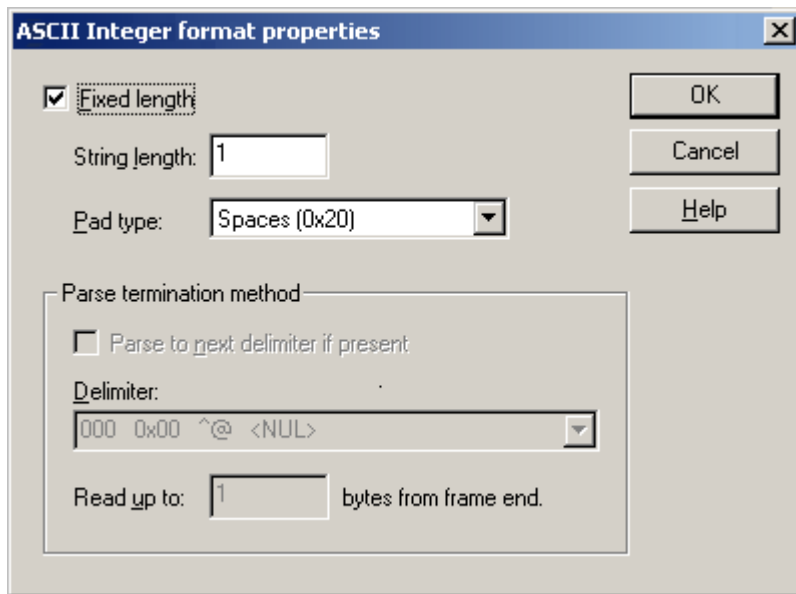 ASCII Integer format properties
Fixed length
OK
String length: 1
Cancel
Pad type: Spaces (0x20)
Help
Parse termination method
Parse to next delimiter if present
Delimiter:
000 0x00 ^@ <NUL>
Read up to: 1 bytes from frame end.